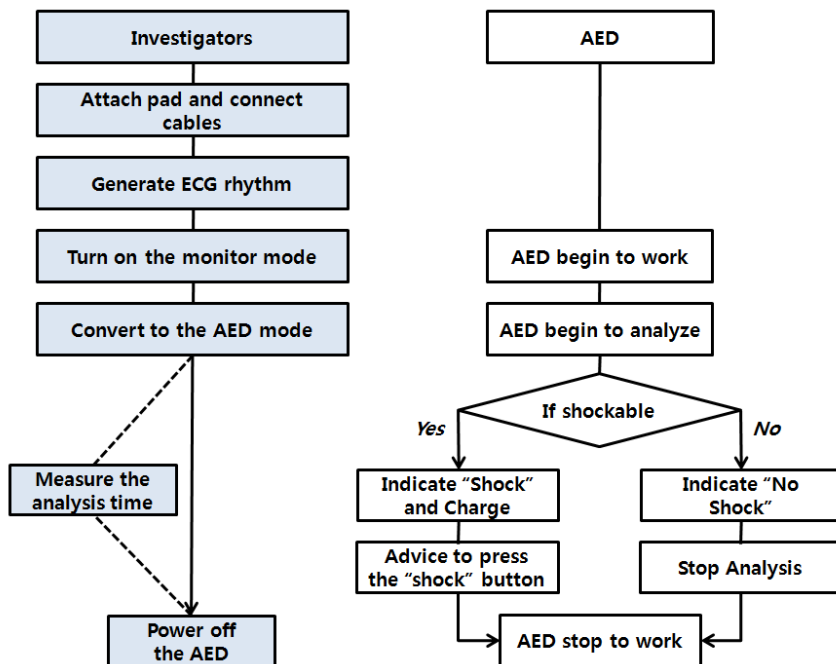 Investigators
Attach pad and connect
cables
Generate ECG rhythm
Turn on the monitor mode
Convert to the AED mode
Measure the
analysis time
Power off
the AED
AED
AED begin to work
AED begin to analyze
If shockable
Yes
No
Indicate “Shock”
and Charge
Indicate “No
Shock”
Advice to press
the “shock” button
Stop Analysis
AED stop to work